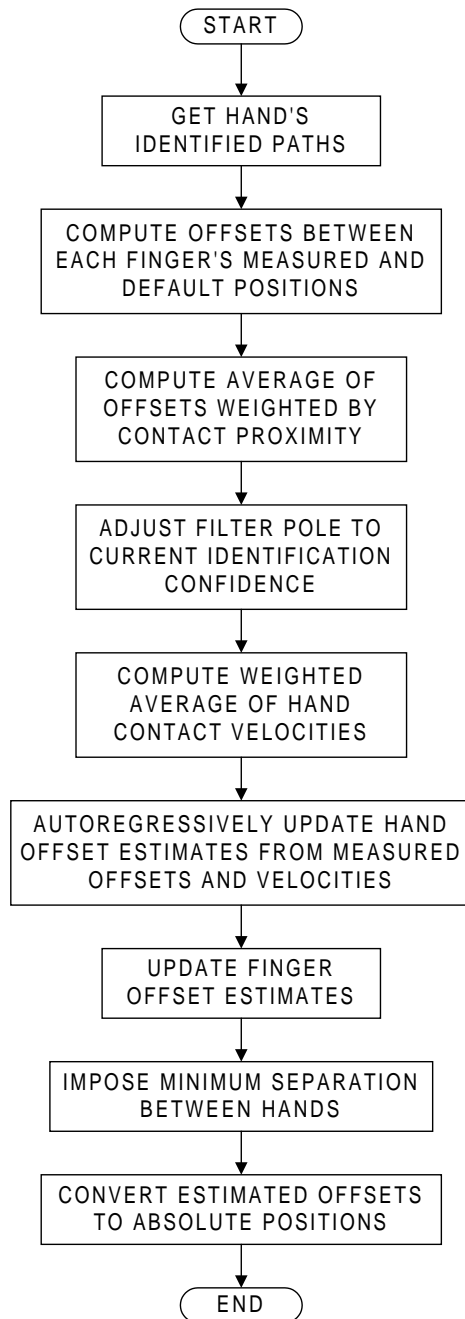 START
GET HAND'S
IDENTIFIED PATHS
COMPUTE OFFSETS BETWEEN
EACH FINGER'S MEASURED AND
DEFAULT POSITIONS
COMPUTE AVERAGE OF
OFFSETS WEIGHTED BY
CONTACT PROXIMITY
ADJUST FILTER POLE TO
CURRENT IDENTIFICATION
CONFIDENCE
COMPUTE WEIGHTED
AVERAGE OF HAND
CONTACT VELOCITIES
AUTOREGRESSIVELY UPDATE HAND
OFFSET ESTIMATES FROM MEASURED
OFFSETS AND VELOCITIES
UPDATE FINGER
OFFSET ESTIMATES
IMPOSE MINIMUM SEPARATION
BETWEEN HANDS
CONVERT ESTIMATED OFFSETS
TO ABSOLUTE POSITIONS
END